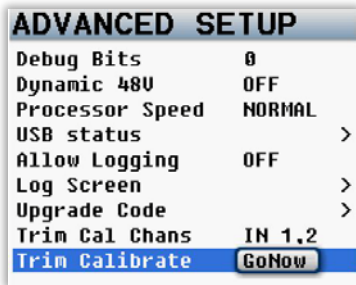 ADVANCED SETUP
Debug Bits 0
Dynamic 48V OFF
Processor Speed NORMAL
USB status >
Allow Logging OFF
Log Screen >
Upgrade Code >
Trim Cal Chans IN 1,2
Trim Calibrate GoNow